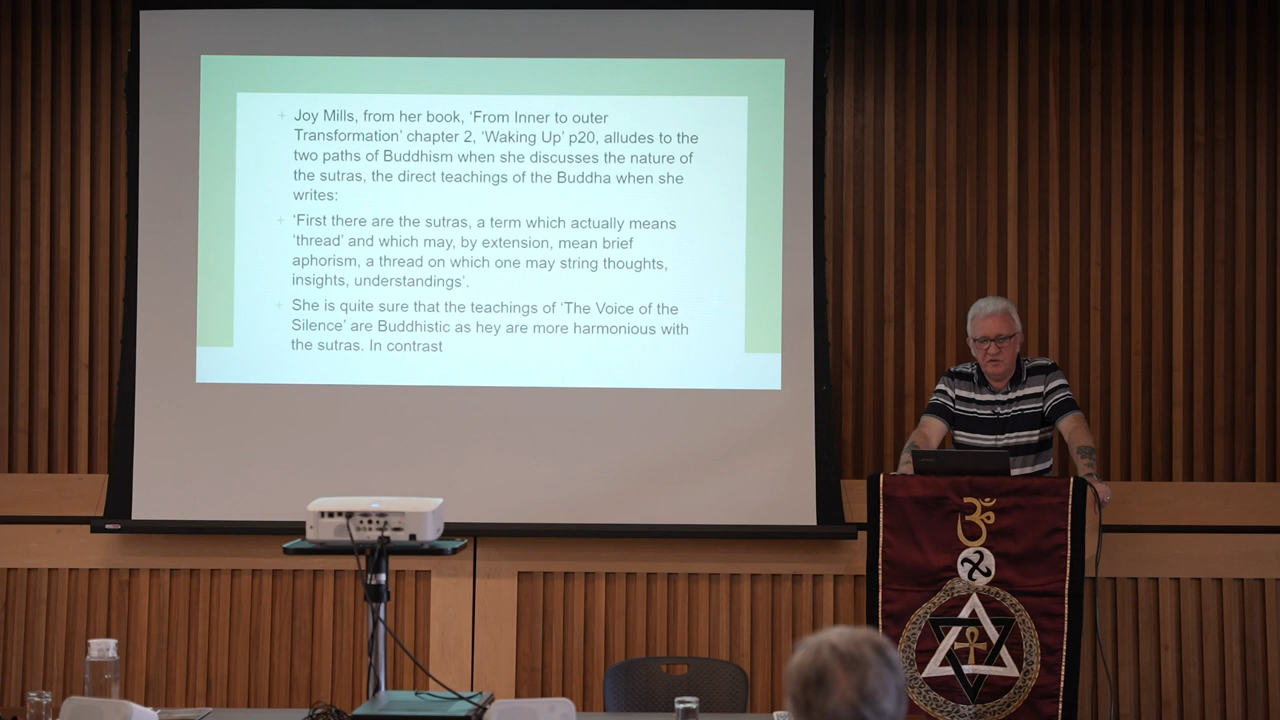 Joy Mills, from her book, ‘From Inner to outer
Transformation’ chapter 2, ‘Waking Up’ p20, alludes to the
two paths of Buddhism when she discusses the nature of
the sutras, the direct teachings of the Buddha when she
writes:
‘First there are the sutras, a term which actually means
‘thread’ and which may, by extension, mean brief
aphorism, a thread on which one may string thoughts,
insights, understandings’.
She is quite sure that the teachings of ‘The Voice of the
Silence’ are Buddhistic as hey are more harmonious with
the sutras. In contrast
ॐ